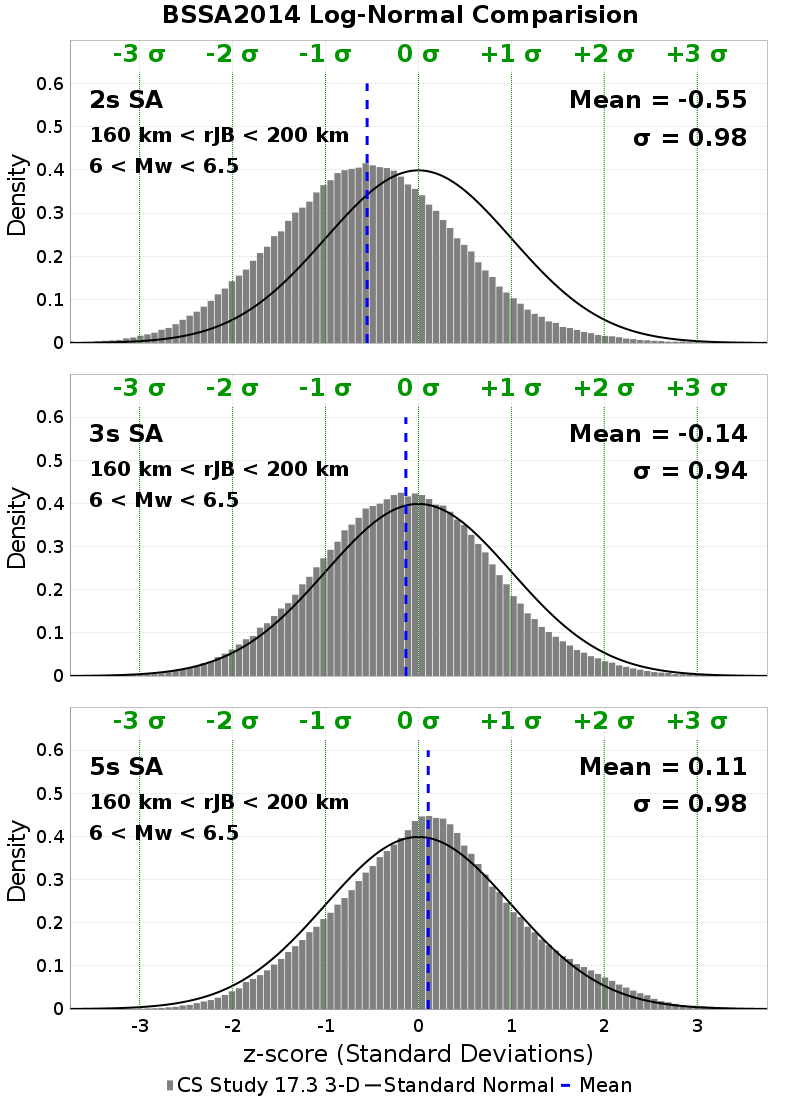 BSSA2014 Log-Normal Comparision
-3 σ -2 σ -1 σ 0 σ +1 σ +2 σ +3 σ
2s SA Mean = -0.55
160 km < rJB < 200 km σ = 0.98
6 < Mw < 6.5
0.6
0.5
0.4
0.3
0.2
0.1
0
Density
-3 σ -2 σ -1 σ 0 σ +1 σ +2 σ +3 σ
3s SA Mean = -0.14
160 km < rJB < 200 km σ = 0.94
6 < Mw < 6.5
0.6
0.5
0.4
0.3
0.2
0.1
0
Density
-3 σ -2 σ -1 σ 0 σ +1 σ +2 σ +3 σ
5s SA Mean = 0.11
160 km < rJB < 200 km σ = 0.98
6 < Mw < 6.5
0.6
0.5
0.4
0.3
0.2
0.1
0
Density
-3 -2 -1 0 1 2 3
z-score (Standard Deviations)
CS Study 17.3 3-D Standard Normal Mean